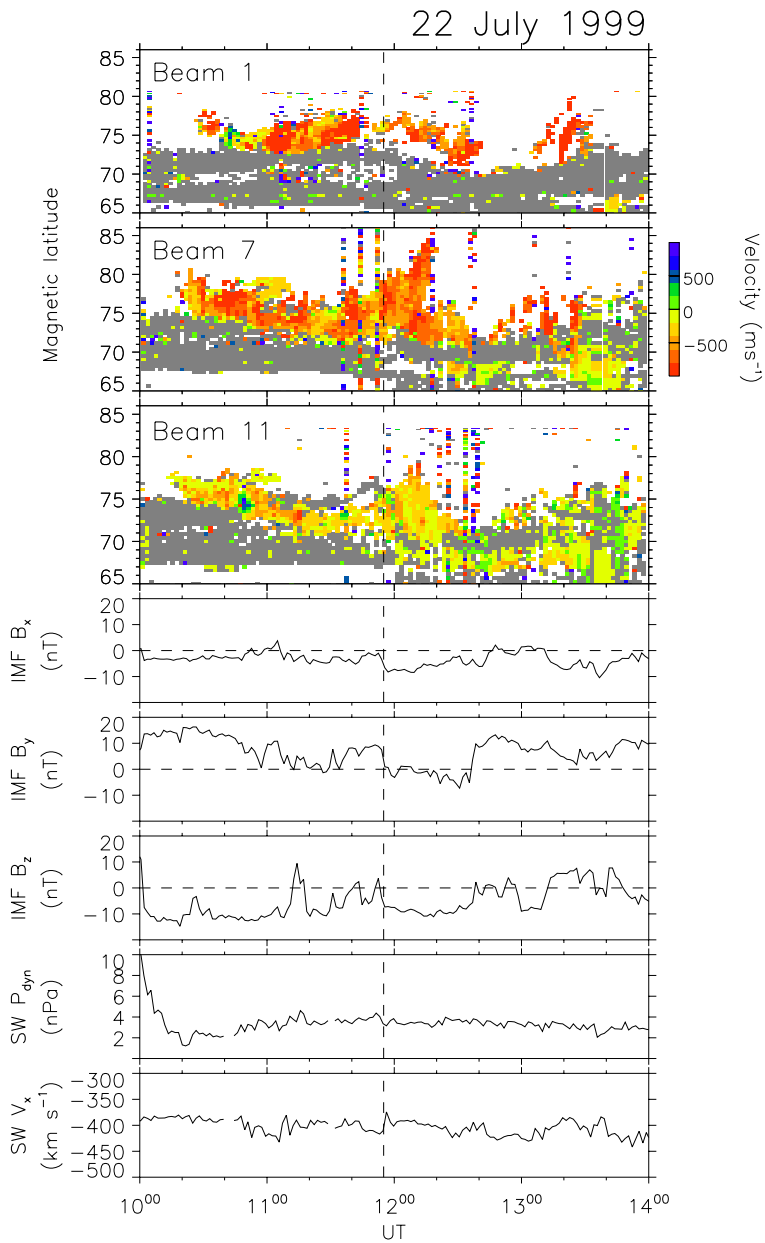 22 July 1999
85
Beam 1
80
75
70
65
85
Beam 7
80
75
70
65
Magnetic latitude
500
0
−500
Velocity (ms⁻¹)
85
Beam 11
80
75
70
65
20
10
0
−10
IMF Bₓ
(nT)
20
10
0
−10
IMF B_y
(nT)
20
10
0
−10
IMF B_z
(nT)
10
8
6
4
2
SW P_dyn
(nPa)
−300
−350
−400
−450
−500
SW Vₓ
(km s⁻¹)
10⁰⁰ 11⁰⁰ 12⁰⁰ 13⁰⁰ 14⁰⁰
UT